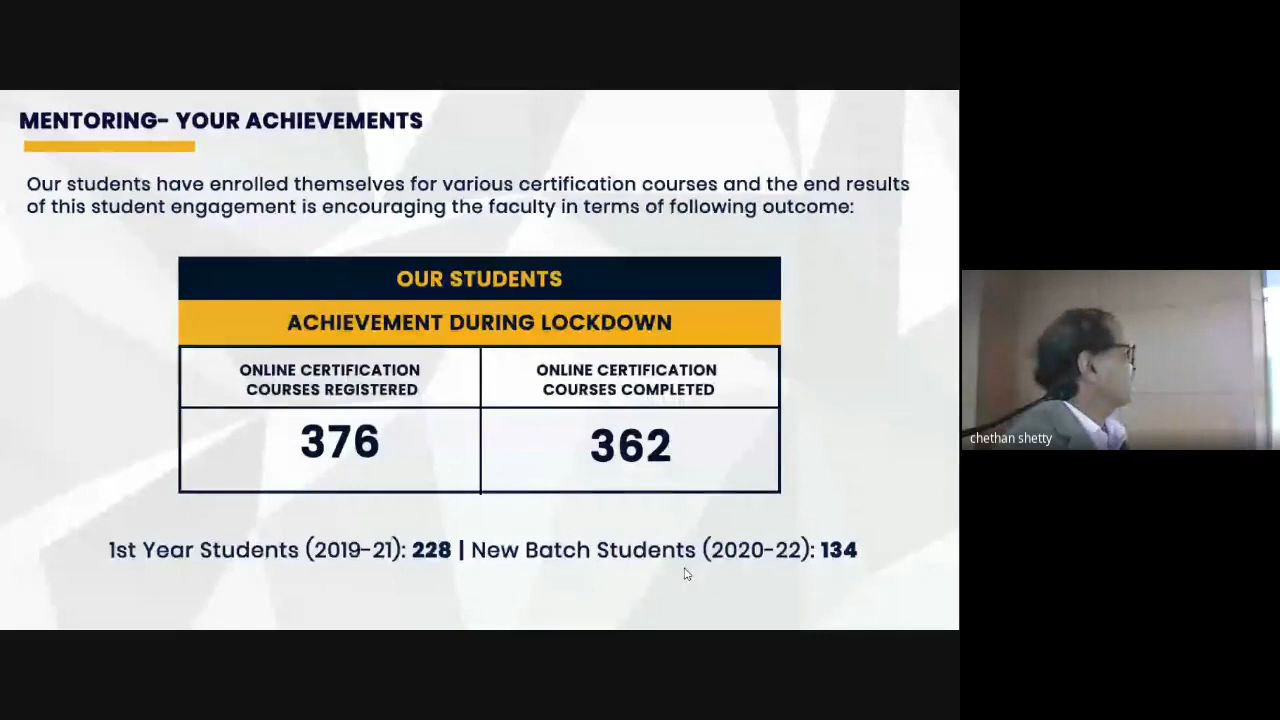 MENTORING- YOUR ACHIEVEMENTS
Our students have enrolled themselves for various certification courses and the end results
of this student engagement is encouraging the faculty in terms of following outcome:
OUR STUDENTS
ACHIEVEMENT DURING LOCKDOWN
ONLINE CERTIFICATION
COURSES REGISTERED
ONLINE CERTIFICATION
COURSES COMPLETED
376
362
1st Year Students (2019-21): 228 | New Batch Students (2020-22): 134
chethan shetty